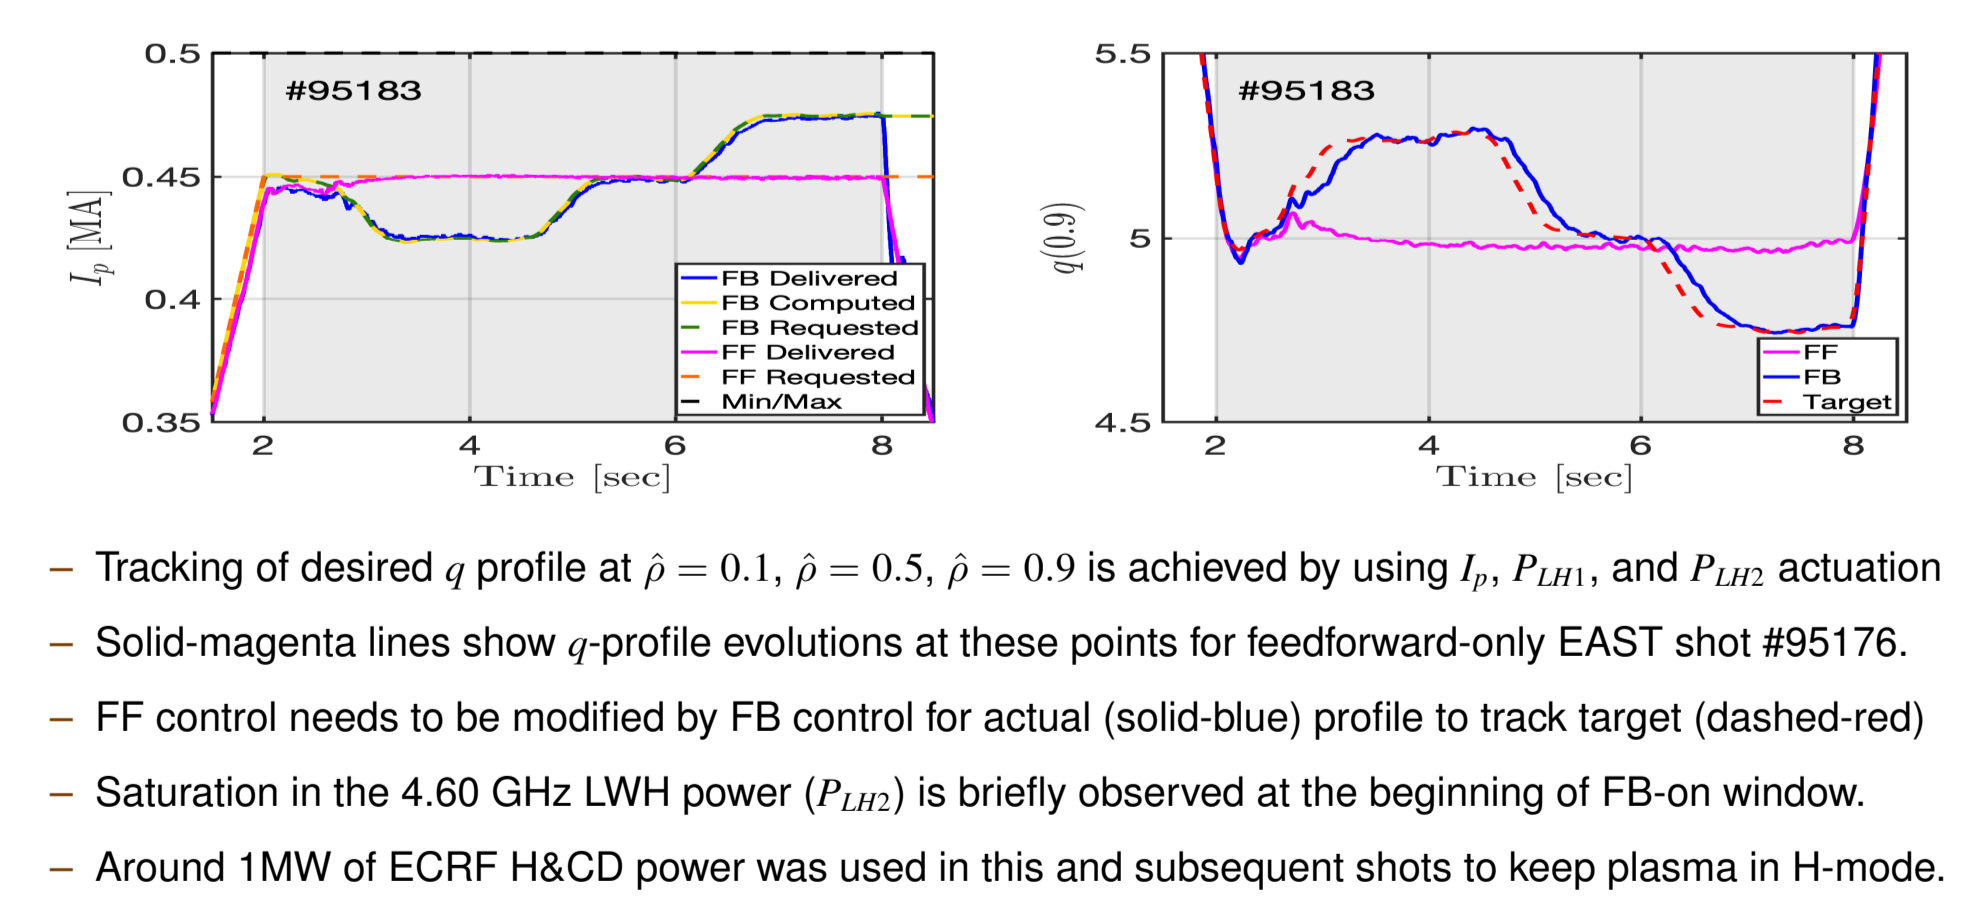 0.5
0.45
0.4
0.35
I_p [MA]
#95183
FB Delivered
FB Computed
FB Requested
FF Delivered
FF Requested
Min/Max
2 4 6 8
Time [sec]
5.5
5
4.5
q(0.9)
#95183
FF
FB
Target
2 4 6 8
Time [sec]
– Tracking of desired q profile at ρ̂ = 0.1, ρ̂ = 0.5, ρ̂ = 0.9 is achieved by using I_p, P_LH1, and P_LH2 actuation
– Solid-magenta lines show q-profile evolutions at these points for feedforward-only EAST shot #95176.
– FF control needs to be modified by FB control for actual (solid-blue) profile to track target (dashed-red)
– Saturation in the 4.60 GHz LWH power (P_LH2) is briefly observed at the beginning of FB-on window.
– Around 1MW of ECRF H&CD power was used in this and subsequent shots to keep plasma in H-mode.